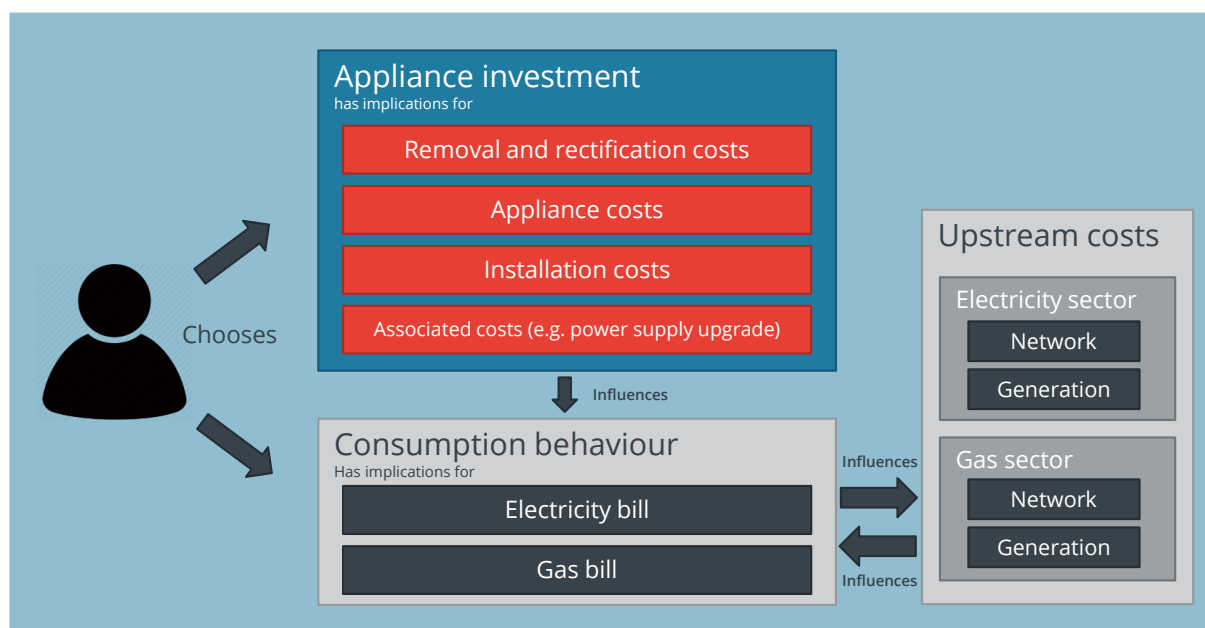 Appliance investment
has implications for
Removal and rectification costs
Appliance costs
Installation costs
Associated costs (e.g. power supply upgrade)
Chooses
Influences
Consumption behaviour
Has implications for
Electricity bill
Gas bill
Influences
Influences
Upstream costs
Electricity sector
Network
Generation
Gas sector
Network
Generation